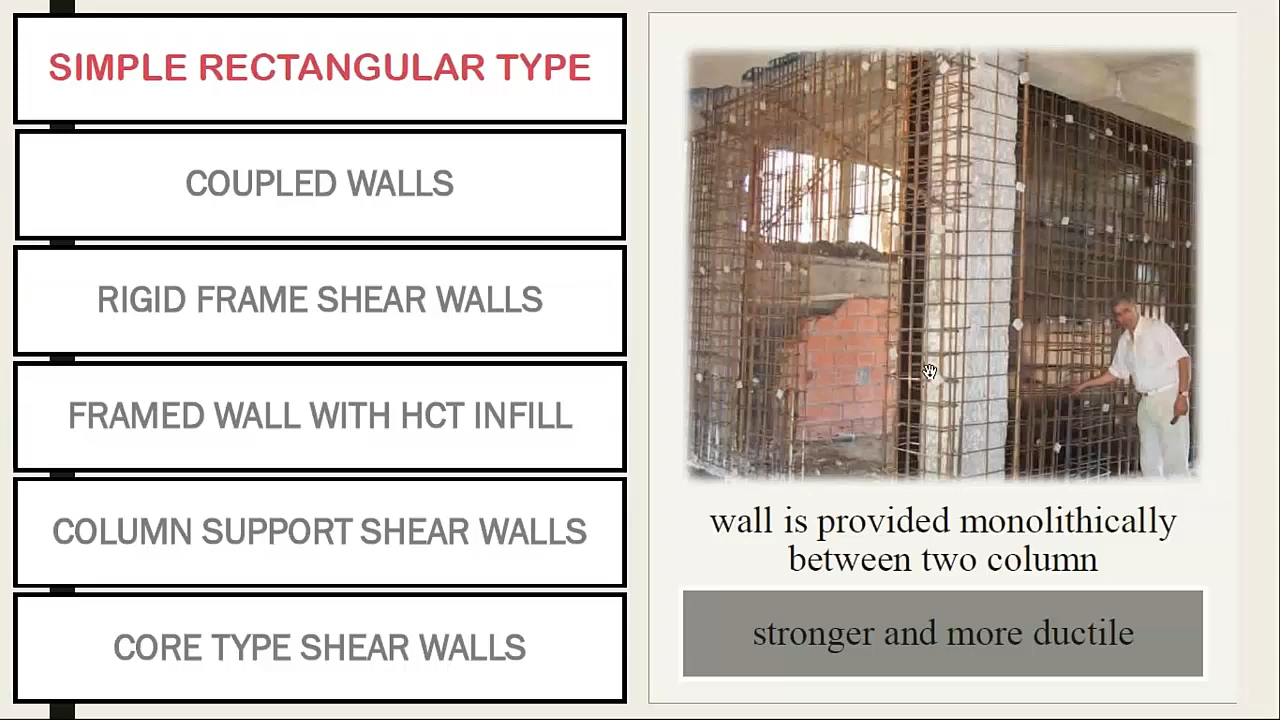 SIMPLE RECTANGULAR TYPE
COUPLED WALLS
RIGID FRAME SHEAR WALLS
FRAMED WALL WITH HCT INFILL
COLUMN SUPPORT SHEAR WALLS
CORE TYPE SHEAR WALLS
wall is provided monolithically
between two column
stronger and more ductile